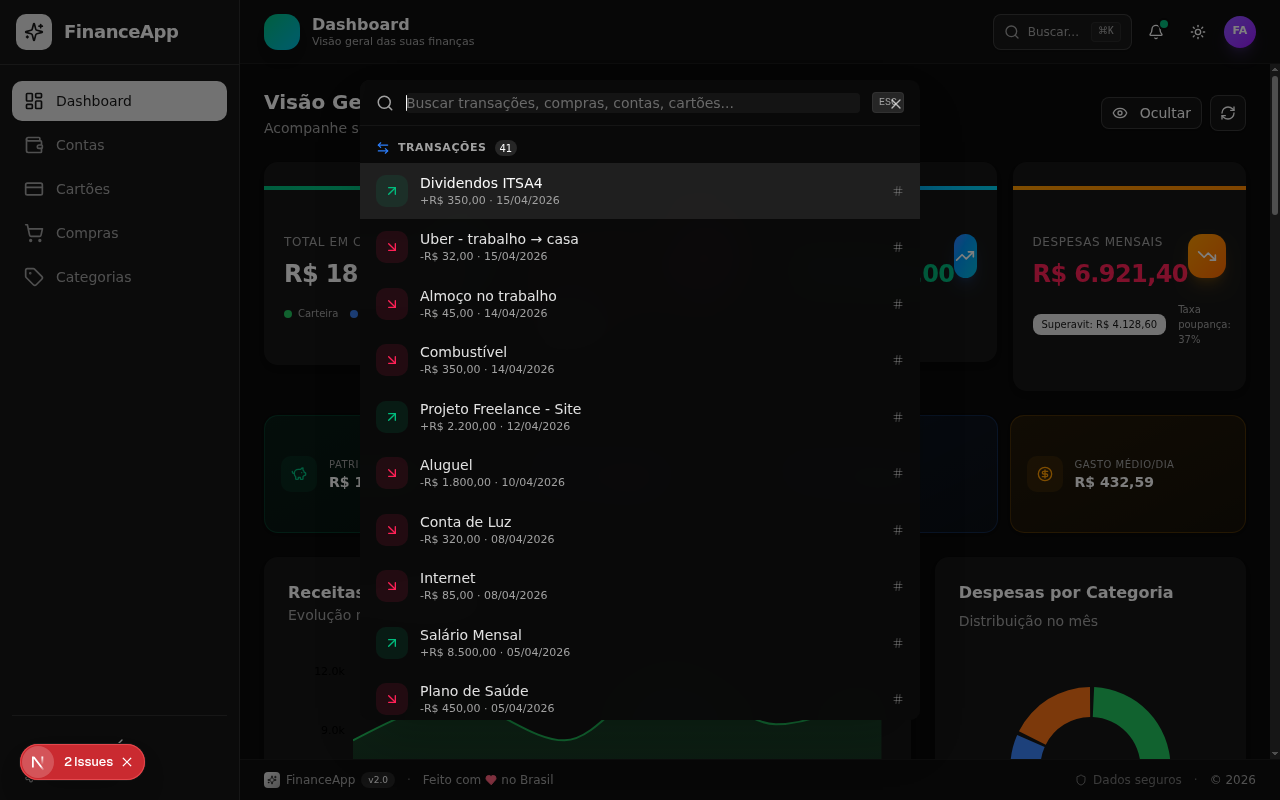 FinanceApp
Dashboard
Contas
Cartões
Compras
Categorias
2 Issues
Dashboard
Visão geral das suas finanças
Buscar...
⌘K
FA
Visão Ge
Acompanhe s
Ocultar
Buscar transações, compras, contas, cartões...
ESC
TRANSAÇÕES 41
Dividendos ITSA4
+R$ 350,00 · 15/04/2026
#
Uber - trabalho → casa
-R$ 32,00 · 15/04/2026
#
Almoço no trabalho
-R$ 45,00 · 14/04/2026
#
Combustível
-R$ 350,00 · 14/04/2026
#
Projeto Freelance - Site
+R$ 2.200,00 · 12/04/2026
#
Aluguel
-R$ 1.800,00 · 10/04/2026
#
Conta de Luz
-R$ 320,00 · 08/04/2026
#
Internet
-R$ 85,00 · 08/04/2026
#
Salário Mensal
+R$ 8.500,00 · 05/04/2026
#
Plano de Saúde
-R$ 450,00 · 05/04/2026
#
TOTAL EM C
R$ 18
Carteira
,00
DESPESAS MENSAIS
R$ 6.921,40
Superavit: R$ 4.128,60
Taxa
poupança:
37%
PATRI
R$ 1
GASTO MÉDIO/DIA
R$ 432,59
Receitas
Evolução r
12.0k
9.0k
Despesas por Categoria
Distribuição no mês
FinanceApp v2.0 · Feito com ❤ no Brasil
Dados seguros · © 2026